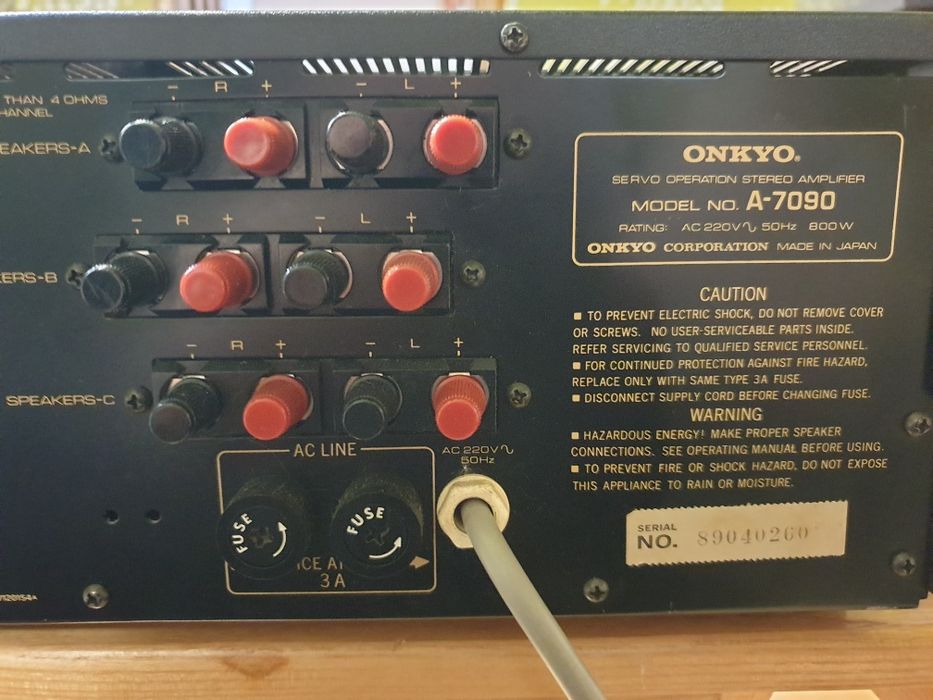 THAN 4 OHMS
HANNEL
- R + - L +
EAKERS-A
- R + - L +
KERS-B
- R + - L +
SPEAKERS-C
AC LINE
FUSE
FUSE
3A
AC 220V∿
50Hz
ONKYO®
SERVO OPERATION STEREO AMPLIFIER
MODEL NO. A-7090
RATING: AC 220V∿ 50Hz 800W
ONKYO CORPORATION MADE IN JAPAN
CAUTION
■ TO PREVENT ELECTRIC SHOCK, DO NOT REMOVE COVER
OR SCREWS. NO USER-SERVICEABLE PARTS INSIDE.
REFER SERVICING TO QUALIFIED SERVICE PERSONNEL.
■ FOR CONTINUED PROTECTION AGAINST FIRE HAZARD,
REPLACE ONLY WITH SAME TYPE 3A FUSE.
■ DISCONNECT SUPPLY CORD BEFORE CHANGING FUSE.
WARNING
■ HAZARDOUS ENERGY! MAKE PROPER SPEAKER
CONNECTIONS. SEE OPERATING MANUAL BEFORE USING.
■ TO PREVENT FIRE OR SHOCK HAZARD, DO NOT EXPOSE
THIS APPLIANCE TO RAIN OR MOISTURE.
SERIAL
NO. 89040260